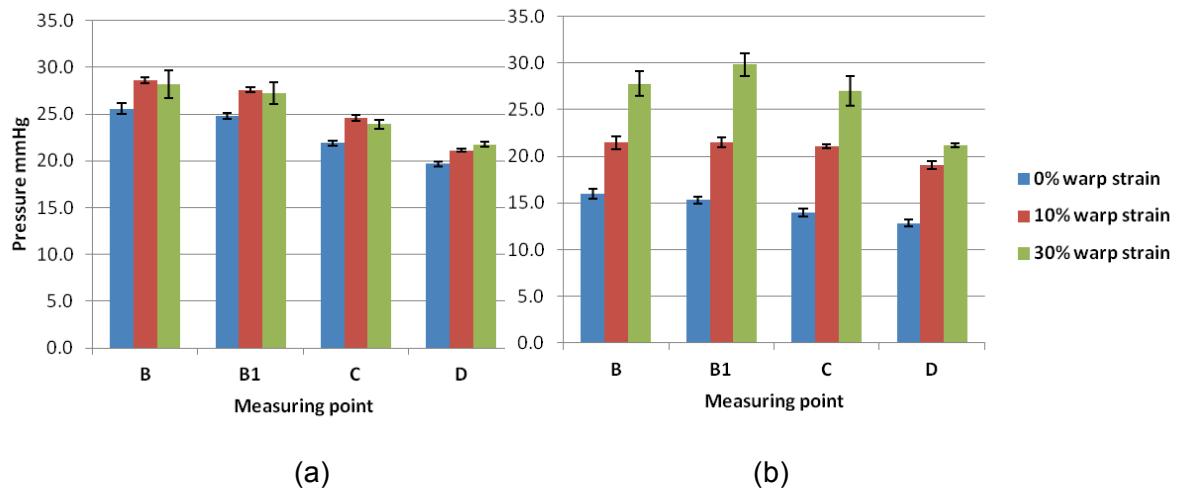 35.0
30.0
25.0
20.0
15.0
10.0
5.0
0.0
Pressure mmHg
B B1 C D
Measuring point
(a)
35.0
30.0
25.0
20.0
15.0
10.0
5.0
0.0
B B1 C D
Measuring point
(b)
0% warp strain
10% warp strain
30% warp strain